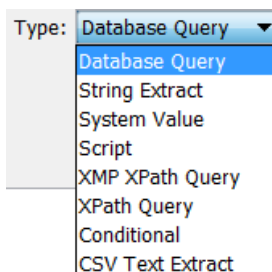 Type: Database Query
Database Query
String Extract
System Value
Script
XMP XPath Query
XPath Query
Conditional
CSV Text Extract